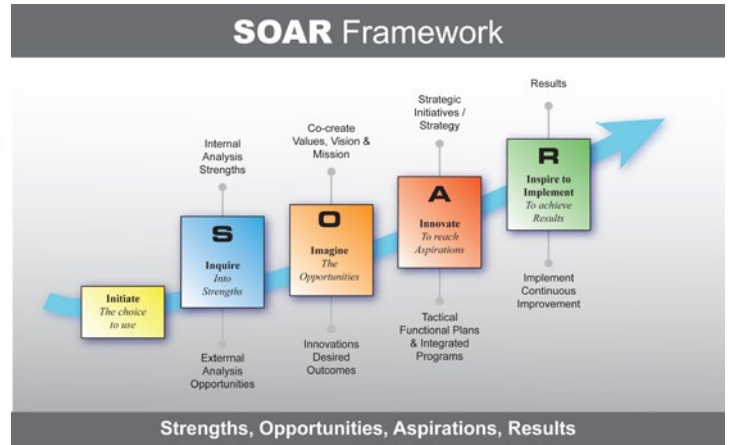 SOAR Framework
Results
Strategic
Initiatives /
Strategy
Co-create
Values, Vision &
Mission
Internal
Analysis
Strengths
R
Inspire to
Implement
To achieve
Results
A
Innovate
To reach
Aspirations
O
Imagine
The
Opportunities
S
Inquire
Into
Strengths
Initiate
The choice
to use
Implement
Continuous
Improvement
Tactical
Functional Plans
& Integrated
Programs
Innovations
Desired
Outcomes
Exterrnal
Analysis
Opportunities
Strengths, Opportunities, Aspirations, Results